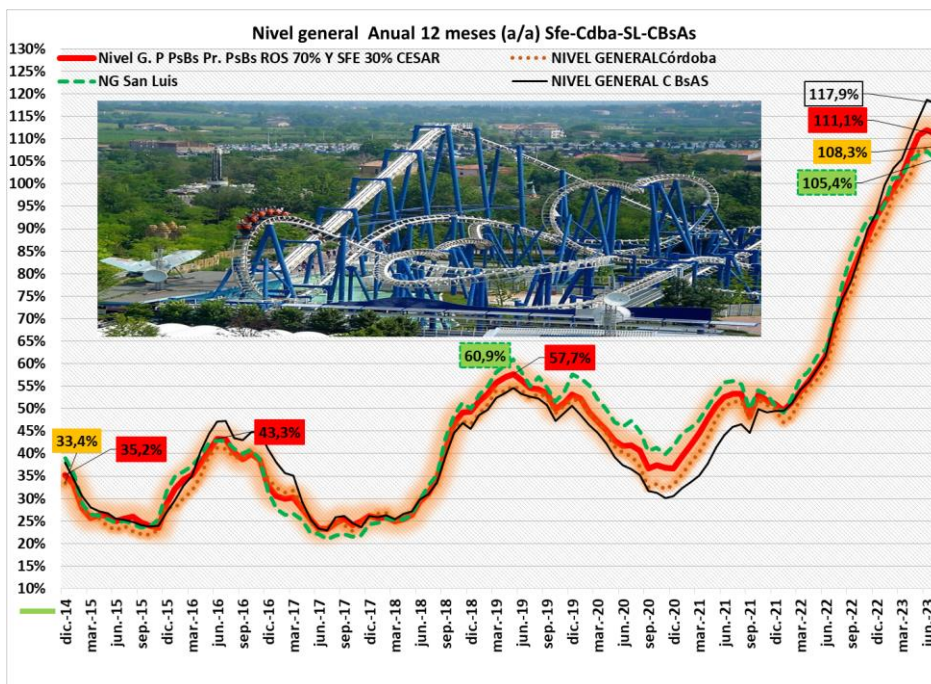 Nivel general Anual 12 meses (a/a) Sfe-Cdba-SL-CBsAs
Nivel G. P PsBs Pr. PsBs ROS 70% Y SFE 30% CESAR
NIVEL GENERALCórdoba
NG San Luis
NIVEL GENERAL C BsAS
130%
125%
120%
115%
110%
105%
100%
95%
90%
85%
80%
75%
70%
65%
60%
55%
50%
45%
40%
35%
30%
25%
20%
15%
10%
117,9%
111,1%
108,3%
105,4%
60,9%
57,7%
33,4%
35,2%
43,3%
dic.-14
mar.-15
jun.-15
sep.-15
dic.-15
mar.-16
jun.-16
sep.-16
dic.-16
mar.-17
jun.-17
sep.-17
dic.-17
mar.-18
jun.-18
sep.-18
dic.-18
mar.-19
jun.-19
sep.-19
dic.-19
mar.-20
jun.-20
sep.-20
dic.-20
mar.-21
jun.-21
sep.-21
dic.-21
mar.-22
jun.-22
sep.-22
dic.-22
mar.-23
jun.-23